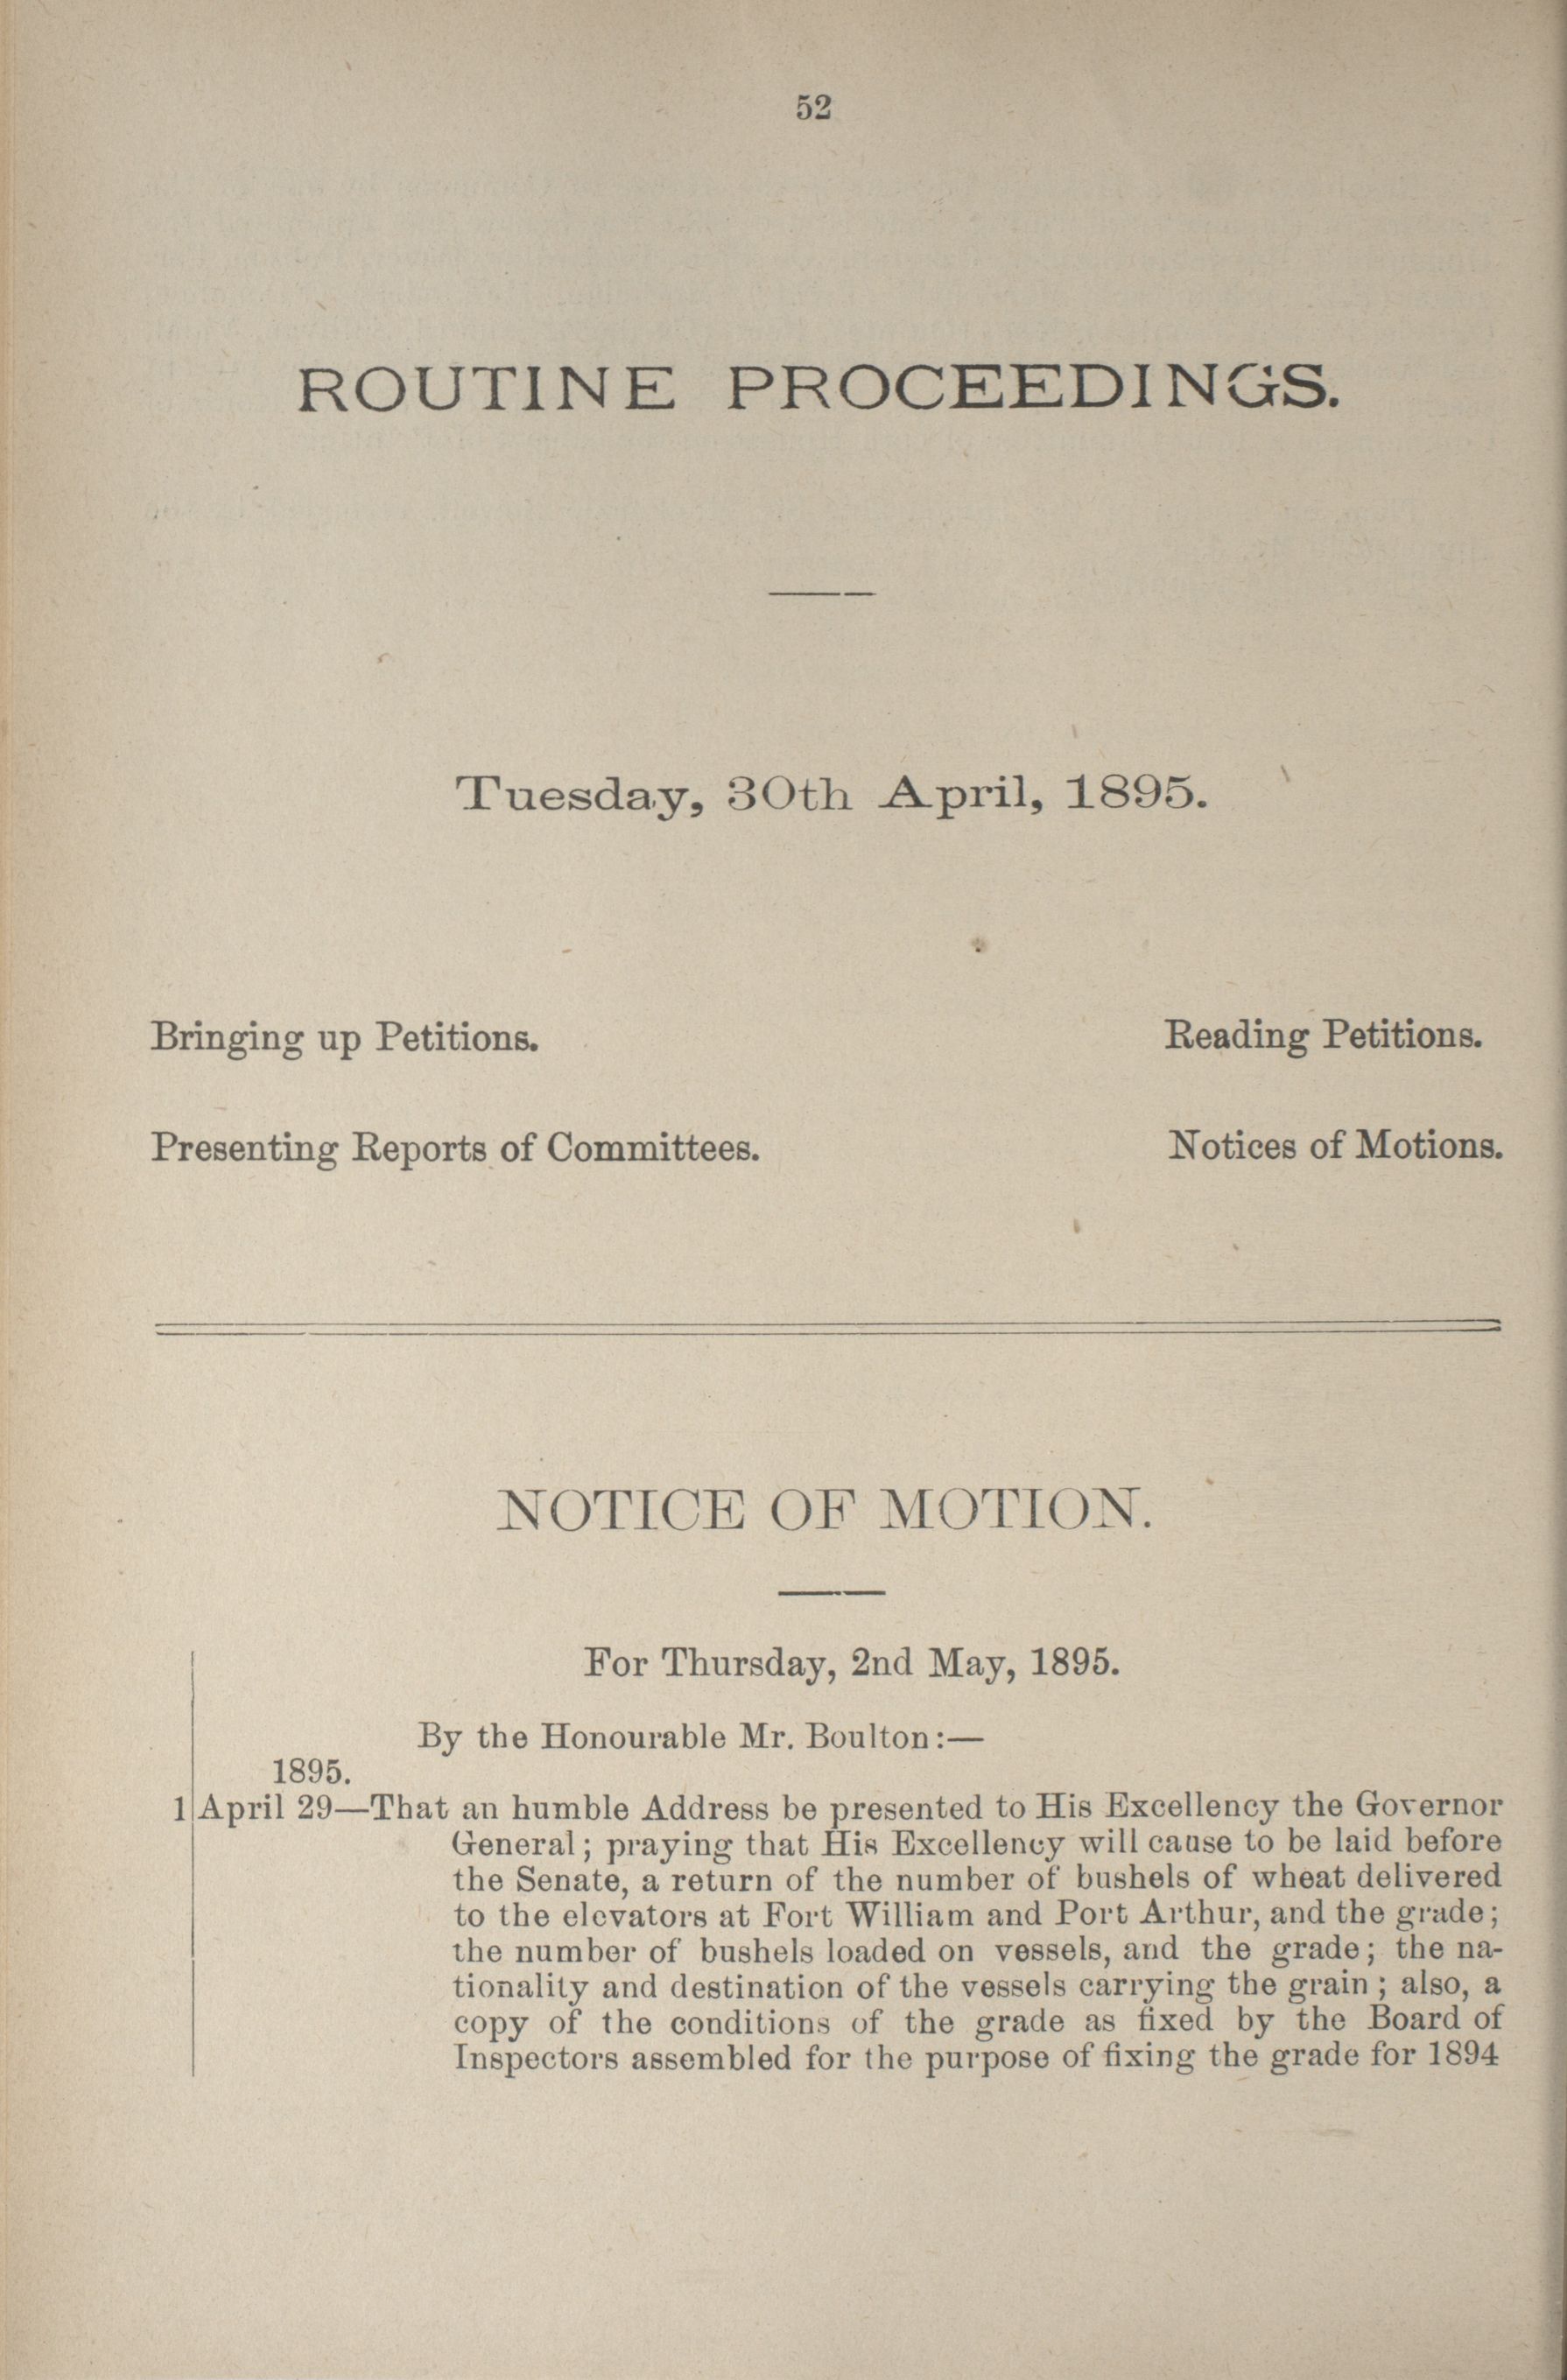 52
ROUTINE PROCEEDINGS.
Tuesday, 30th April, 1895.
Bringing up Petitions.
Reading Petitions.
Presenting Reports of Committees.
Notices of Motions.
NOTICE OF MOTION.
For Thursday, 2nd May, 1895.
By the Honourable Mr. Boulton:—
1895.
1 April 29—That an humble Address be presented to His Excellency the Governor
General; praying that His Excellency will cause to be laid before
the Senate, a return of the number of bushels of wheat delivered
to the elevators at Fort William and Port Arthur, and the grade;
the number of bushels loaded on vessels, and the grade; the na-
tionality and destination of the vessels carrying the grain; also, a
copy of the conditions of the grade as fixed by the Board of
Inspectors assembled for the purpose of fixing the grade for 1894